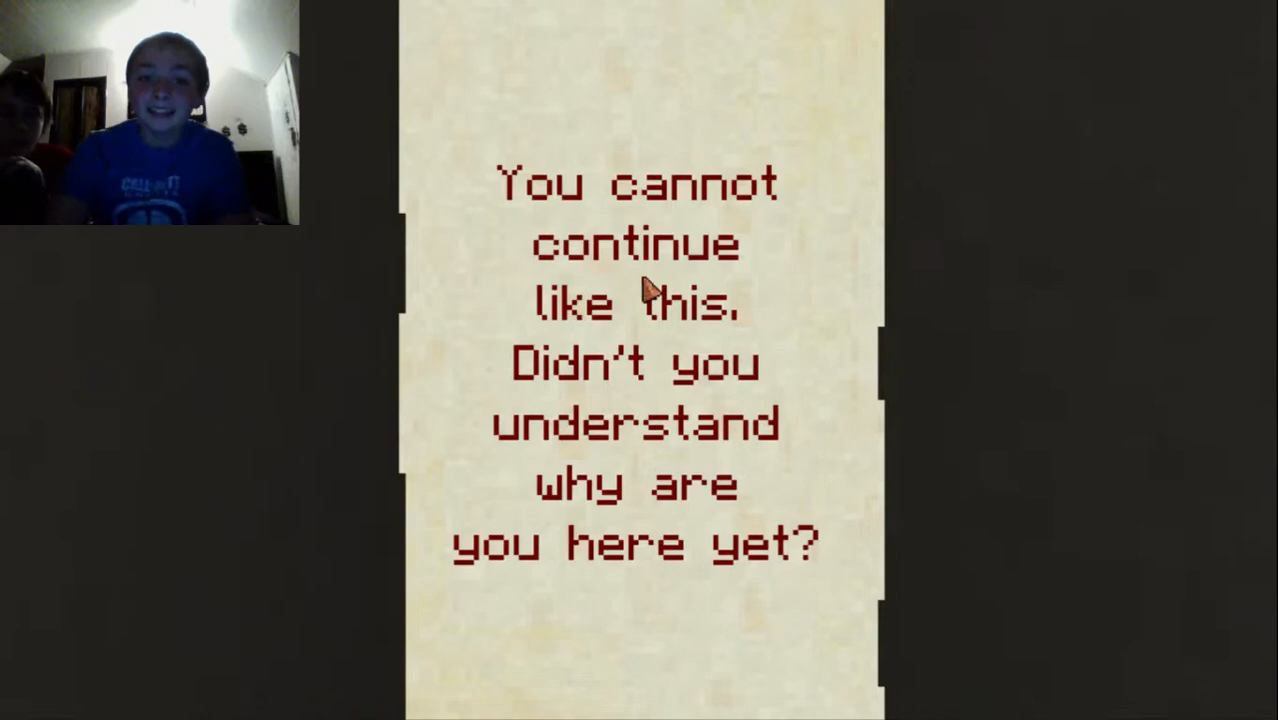 You cannot
continue
like this.
Didn't you
understand
why are
you here yet?